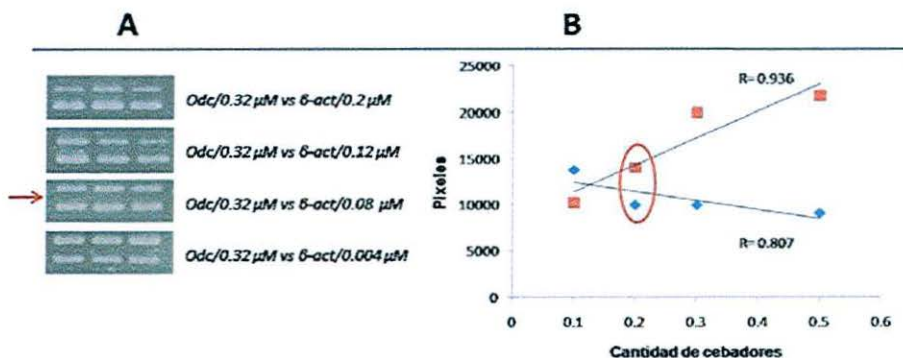 A
B
Odc/0.32 µM vs β-act/0.2 µM
Odc/0.32 µM vs β-act/0.12 µM
Odc/0.32 µM vs β-act/0.08 µM
Odc/0.32 µM vs β-act/0.004 µM
Pixeles
25000
20000
15000
10000
5000
0
R= 0.936
R= 0.807
0 0.1 0.2 0.3 0.4 0.5 0.6
Cantidad de cebadores